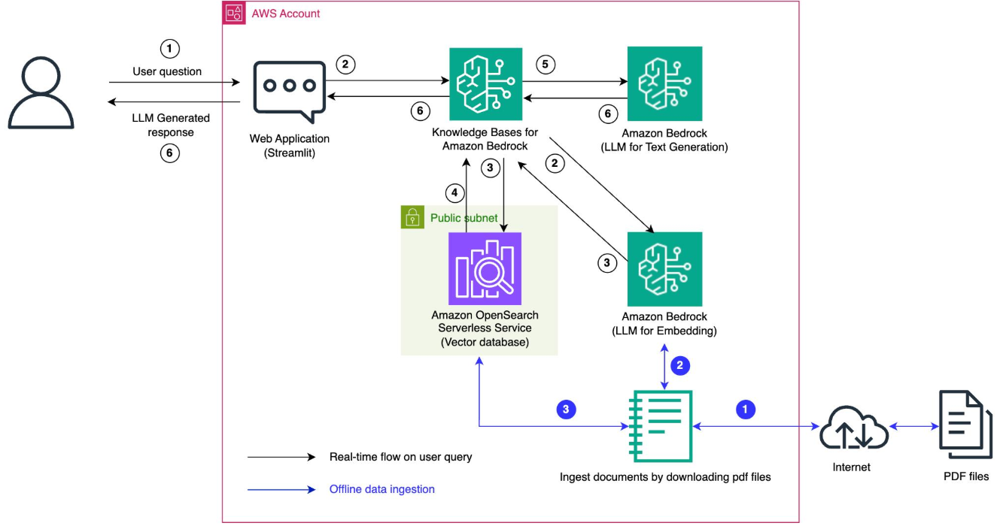 AWS Account
1
User question
LLM Generated
response
6
Web Application
(Streamlit)
2
6
Knowledge Bases for
Amazon Bedrock
5
6
Amazon Bedrock
(LLM for Text Generation)
4
3
2
3
Public subnet
Amazon OpenSearch
Serverless Service
(Vector database)
Amazon Bedrock
(LLM for Embedding)
2
3
1
Ingest documents by downloading pdf files
Internet
PDF files
Real-time flow on user query
Offline data ingestion